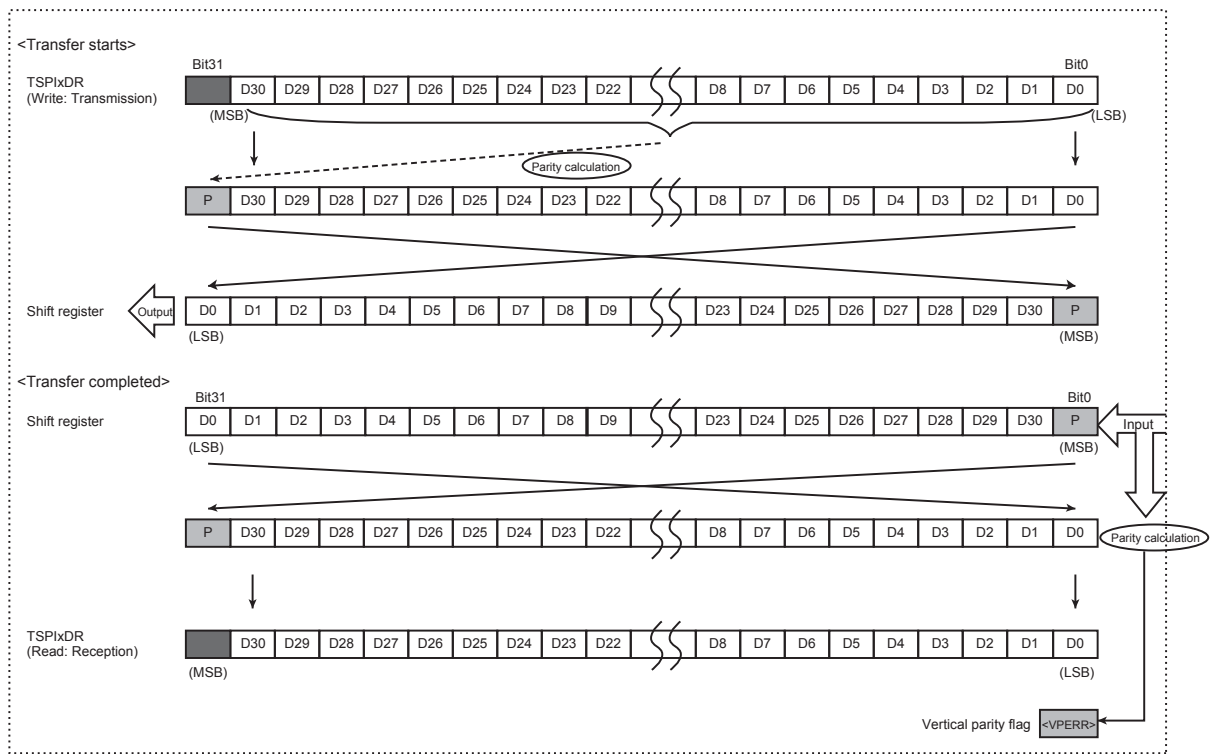 <Transfer starts>
Bit31 Bit0
TSPIxDR
(Write: Transmission)
D30 D29 D28 D27 D26 D25 D24 D23 D22 D8 D7 D6 D5 D4 D3 D2 D1 D0
(MSB) (LSB)
Parity calculation
P D30 D29 D28 D27 D26 D25 D24 D23 D22 D8 D7 D6 D5 D4 D3 D2 D1 D0
Shift register Output D0 D1 D2 D3 D4 D5 D6 D7 D8 D9 D23 D24 D25 D26 D27 D28 D29 D30 P
(LSB) (MSB)
<Transfer completed>
Bit31 Bit0
Shift register D0 D1 D2 D3 D4 D5 D6 D7 D8 D9 D23 D24 D25 D26 D27 D28 D29 D30 P Input
(LSB) (MSB)
P D30 D29 D28 D27 D26 D25 D24 D23 D22 D8 D7 D6 D5 D4 D3 D2 D1 D0 Parity calculation
TSPIxDR
(Read: Reception)
D30 D29 D28 D27 D26 D25 D24 D23 D22 D8 D7 D6 D5 D4 D3 D2 D1 D0
(MSB) (LSB)
Vertical parity flag <VPERR>